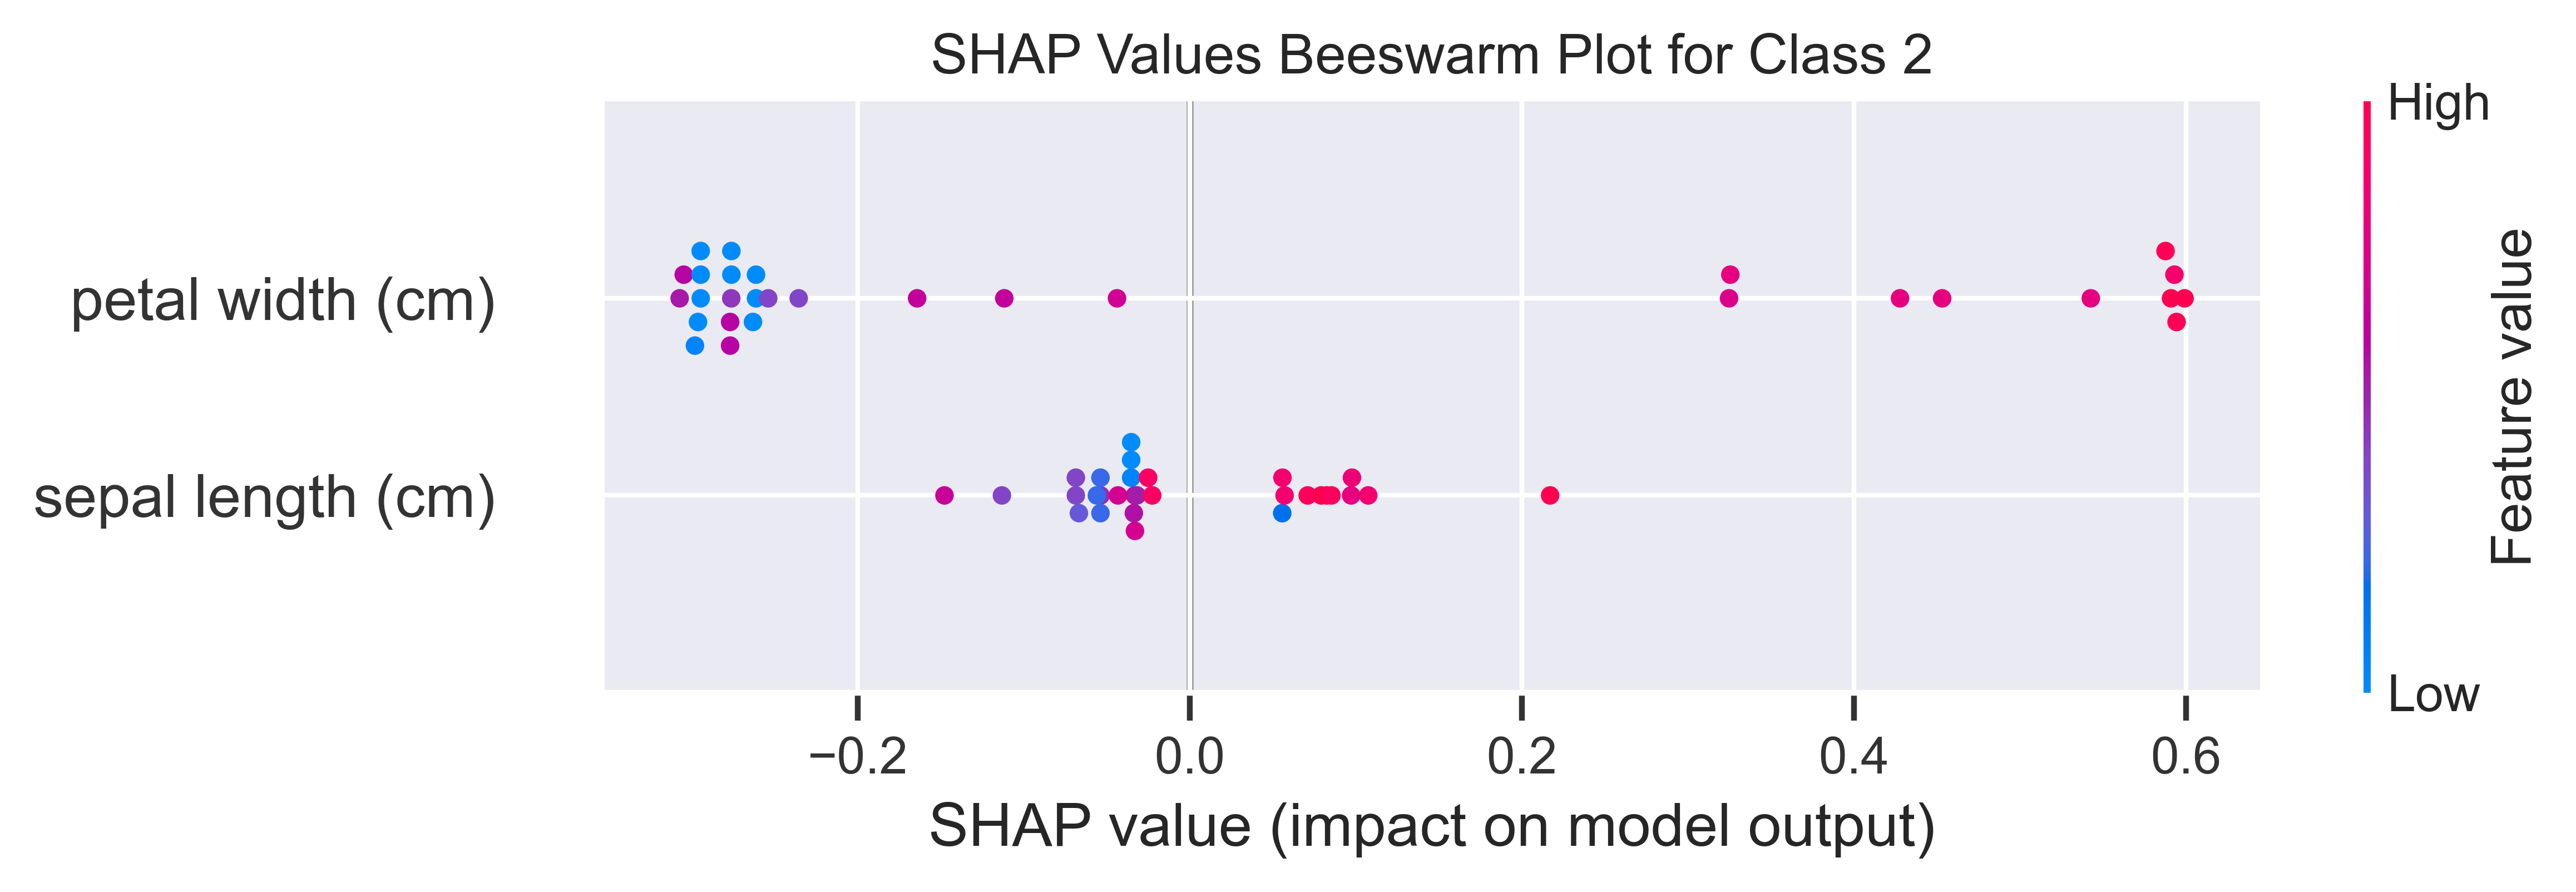 SHAP Values Beeswarm Plot for Class 2
High
petal width (cm)
sepal length (cm)
Feature value
Low
−0.2
0.0
0.2
0.4
0.6
SHAP value (impact on model output)